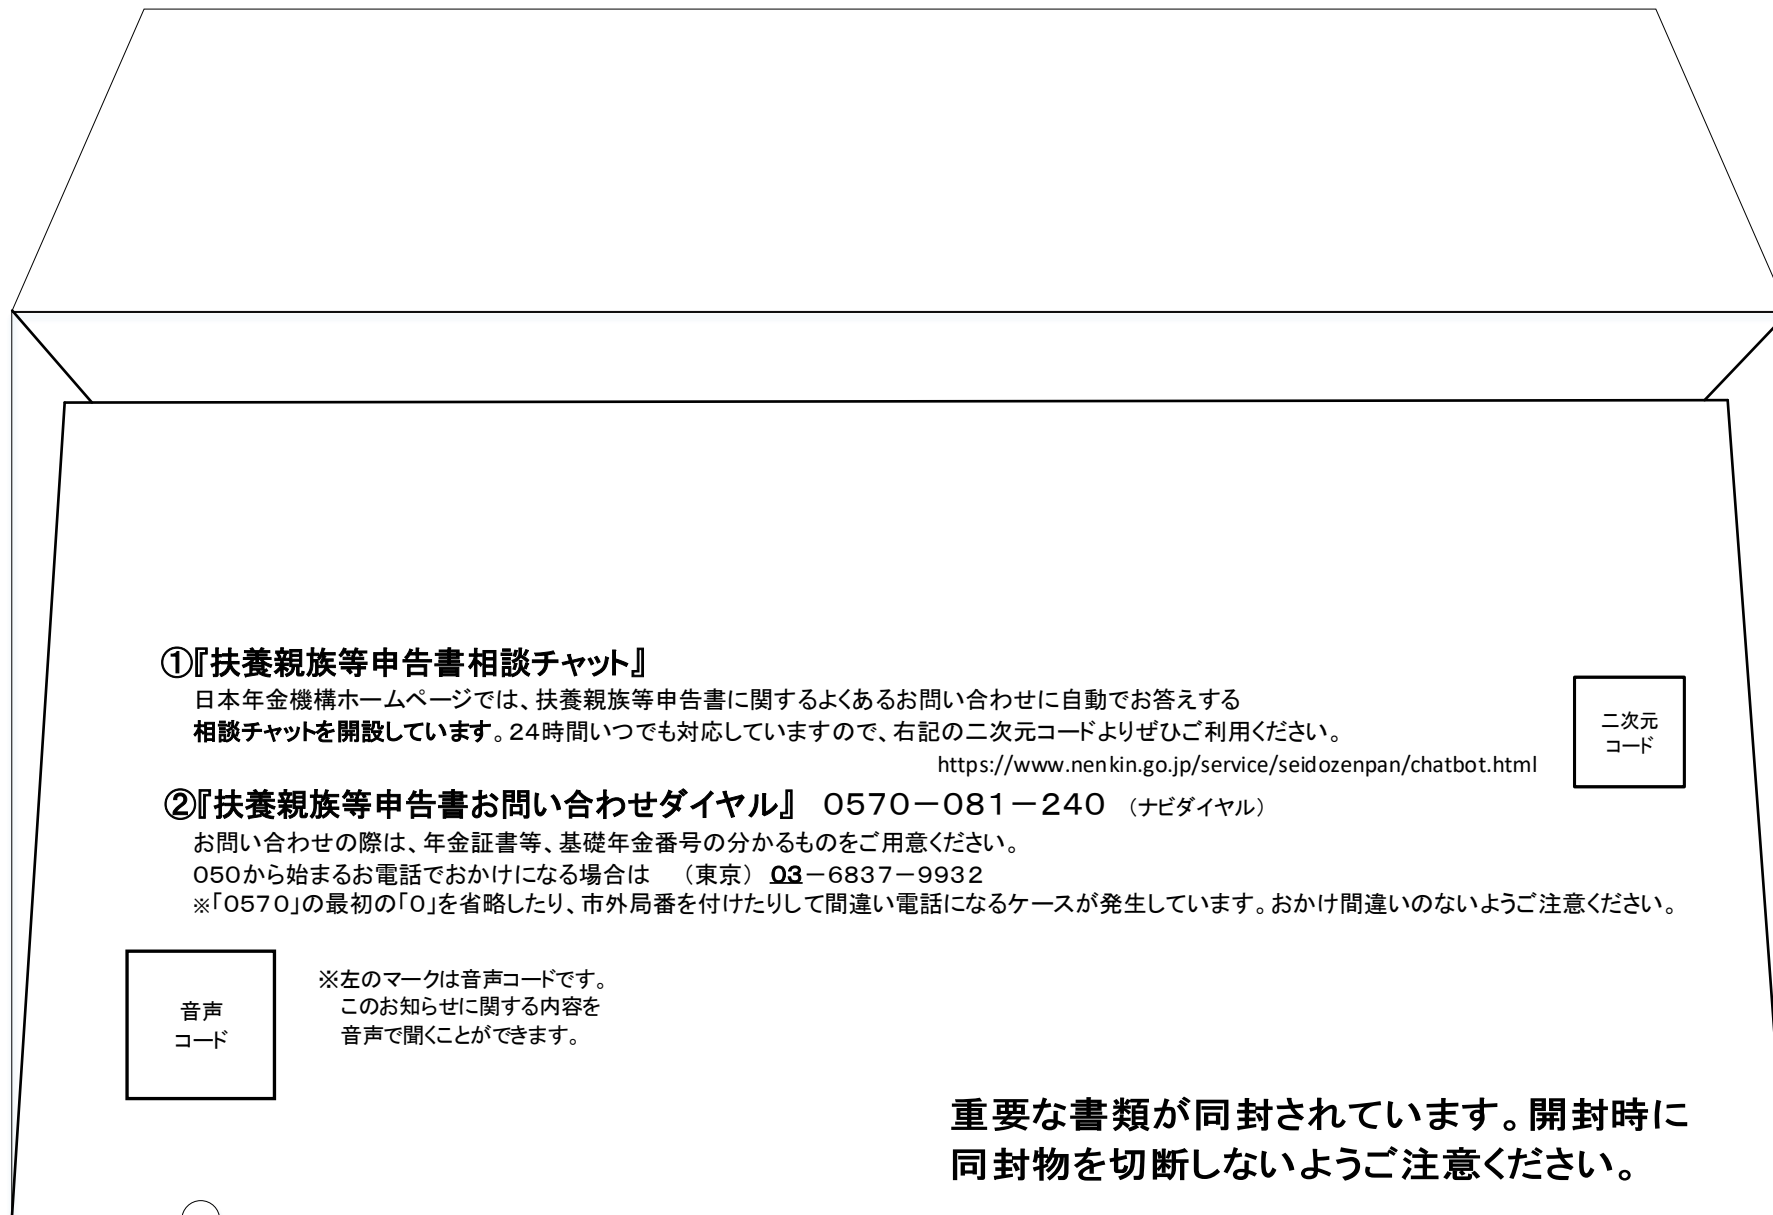 ①『扶養親族等申告書相談チャット』
日本年金機構ホームページでは、扶養親族等申告書に関するよくあるお問い合わせに自動でお答えする
相談チャットを開設しています。24時間いつでも対応していますので、右記の二次元コードよりぜひご利用ください。
二次元
コード
https://www.nenkin.go.jp/service/seidozenpan/chatbot.html
②『扶養親族等申告書お問い合わせダイヤル』　0570－081－240 （ナビダイヤル）
お問い合わせの際は、年金証書等、基礎年金番号の分かるものをご用意ください。
050から始まるお電話でおかけになる場合は　（東京） 03－6837－9932
※「0570」の最初の「0」を省略したり、市外局番を付けたりして間違い電話になるケースが発生しています。おかけ間違いのないようご注意ください。
音声
コード
※左のマークは音声コードです。
このお知らせに関する内容を
音声で聞くことができます。
重要な書類が同封されています。開封時に
同封物を切断しないようご注意ください。